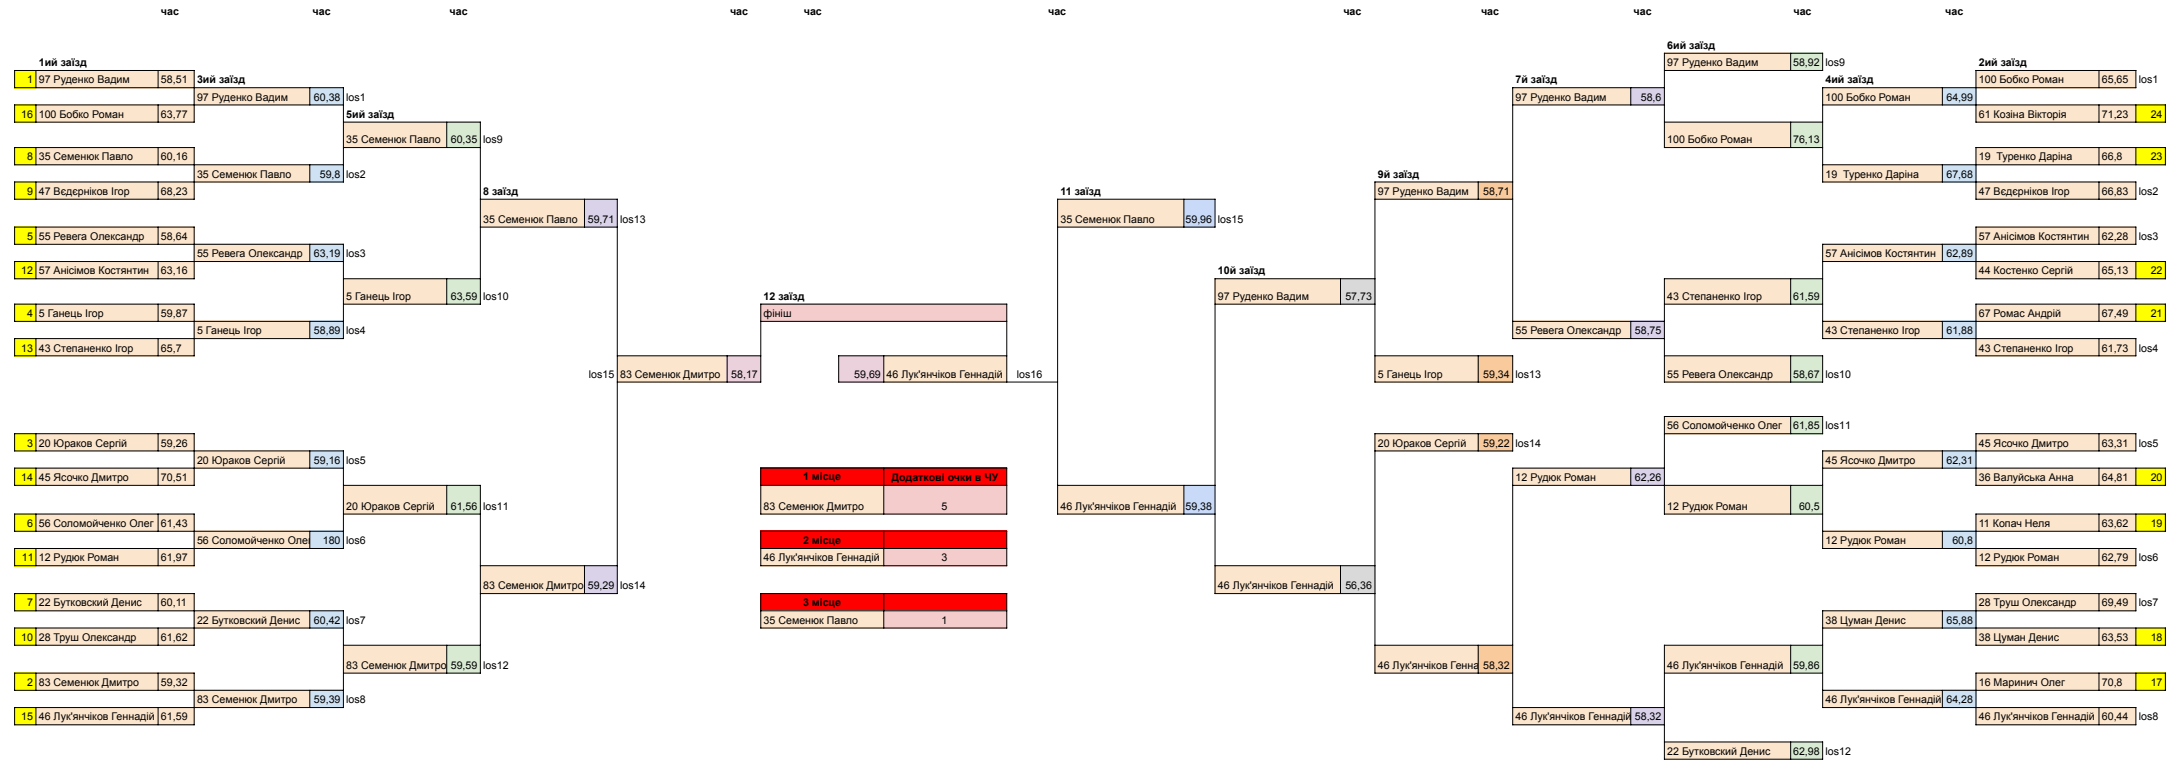 час час час час час час час час час час час
6ий заїзд
97 Руденко Вадим 58,92 los9
1ий заїзд 2ий заїзд
1 97 Руденко Вадим 58,51 100 Бобко Роман 65,65 los1
3ий заїзд 7й заїзд 4ий заїзд
97 Руденко Вадим 60,38 los1 97 Руденко Вадим 58,6 100 Бобко Роман 64,99
16 100 Бобко Роман 63,77 5ий заїзд 61 Козіна Вікторія 71,23 24
35 Семенюк Павло 60,35 los9 100 Бобко Роман 76,13
8 35 Семенюк Павло 60,16 19 Туренко Даріна 66,8 23
35 Семенюк Павло 59,8 los2 9й заїзд 19 Туренко Даріна 67,68
9 47 Вєдєрніков Ігор 68,23 8 заїзд 11 заїзд 97 Руденко Вадим 58,71 47 Вєдєрніков Ігор 66,83 los2
35 Семенюк Павло 59,71 los13 35 Семенюк Павло 59,96 los15
5 55 Ревега Олександр 58,64 57 Анісімов Костянтин 62,28 los3
55 Ревега Олександр 63,19 los3 57 Анісімов Костянтин 62,89
12 57 Анісімов Костянтин 63,16 10й заїзд 44 Костенко Сергій 65,13 22
5 Ганець Ігор 63,59 los10 12 заїзд 97 Руденко Вадим 57,73 43 Степаненко Ігор 61,59
4 5 Ганець Ігор 59,87 фініш 67 Ромас Андрій 67,49 21
5 Ганець Ігор 58,89 los4 55 Ревега Олександр 58,75 43 Степаненко Ігор 61,88
13 43 Степаненко Ігор 65,7 43 Степаненко Ігор 61,73 los4
los15 83 Семенюк Дмитро 58,17 59,69 46 Лук'янчіков Геннадій los16 5 Ганець Ігор 59,34 los13 55 Ревега Олександр 58,67 los10
56 Соломойченко Олег 61,85 los11
3 20 Юраков Сергій 59,26 20 Юраков Сергій 59,22 los14 45 Ясочко Дмитро 63,31 los5
20 Юраков Сергій 59,16 los5 45 Ясочко Дмитро 62,31
14 45 Ясочко Дмитро 70,51 1 місце Додаткові очки в ЧУ 12 Рудюк Роман 62,26 36 Валуйська Анна 64,81 20
20 Юраков Сергій 61,56 los11 83 Семенюк Дмитро 5 46 Лук'янчіков Геннадій 59,38 12 Рудюк Роман 60,5
6 56 Соломойченко Олег 61,43 11 Копач Неля 63,62 19
56 Соломойченко Оле 180 los6 2 місце 12 Рудюк Роман 60,8
11 12 Рудюк Роман 61,97 46 Лук'янчіков Геннадій 3 12 Рудюк Роман 62,79 los6
83 Семенюк Дмитро 59,29 los14 46 Лук'янчіков Геннадій 56,36
7 22 Бутковский Денис 60,11 3 місце 28 Труш Олександр 69,49 los7
22 Бутковский Денис 60,42 los7 35 Семенюк Павло 1 38 Цуман Денис 65,88
10 28 Труш Олександр 61,62 38 Цуман Денис 63,53 18
83 Семенюк Дмитро 59,59 los12 46 Лук'янчіков Генна 58,32 46 Лук'янчіков Геннадій 59,86
2 83 Семенюк Дмитро 59,32 16 Маринич Олег 70,8 17
83 Семенюк Дмитро 59,39 los8 46 Лук'янчіков Геннадій 64,28
15 46 Лук'янчіков Геннадій 61,59 46 Лук'янчіков Геннадій 58,32 46 Лук'янчіков Геннадій 60,44 los8
22 Бутковский Денис 62,98 los12